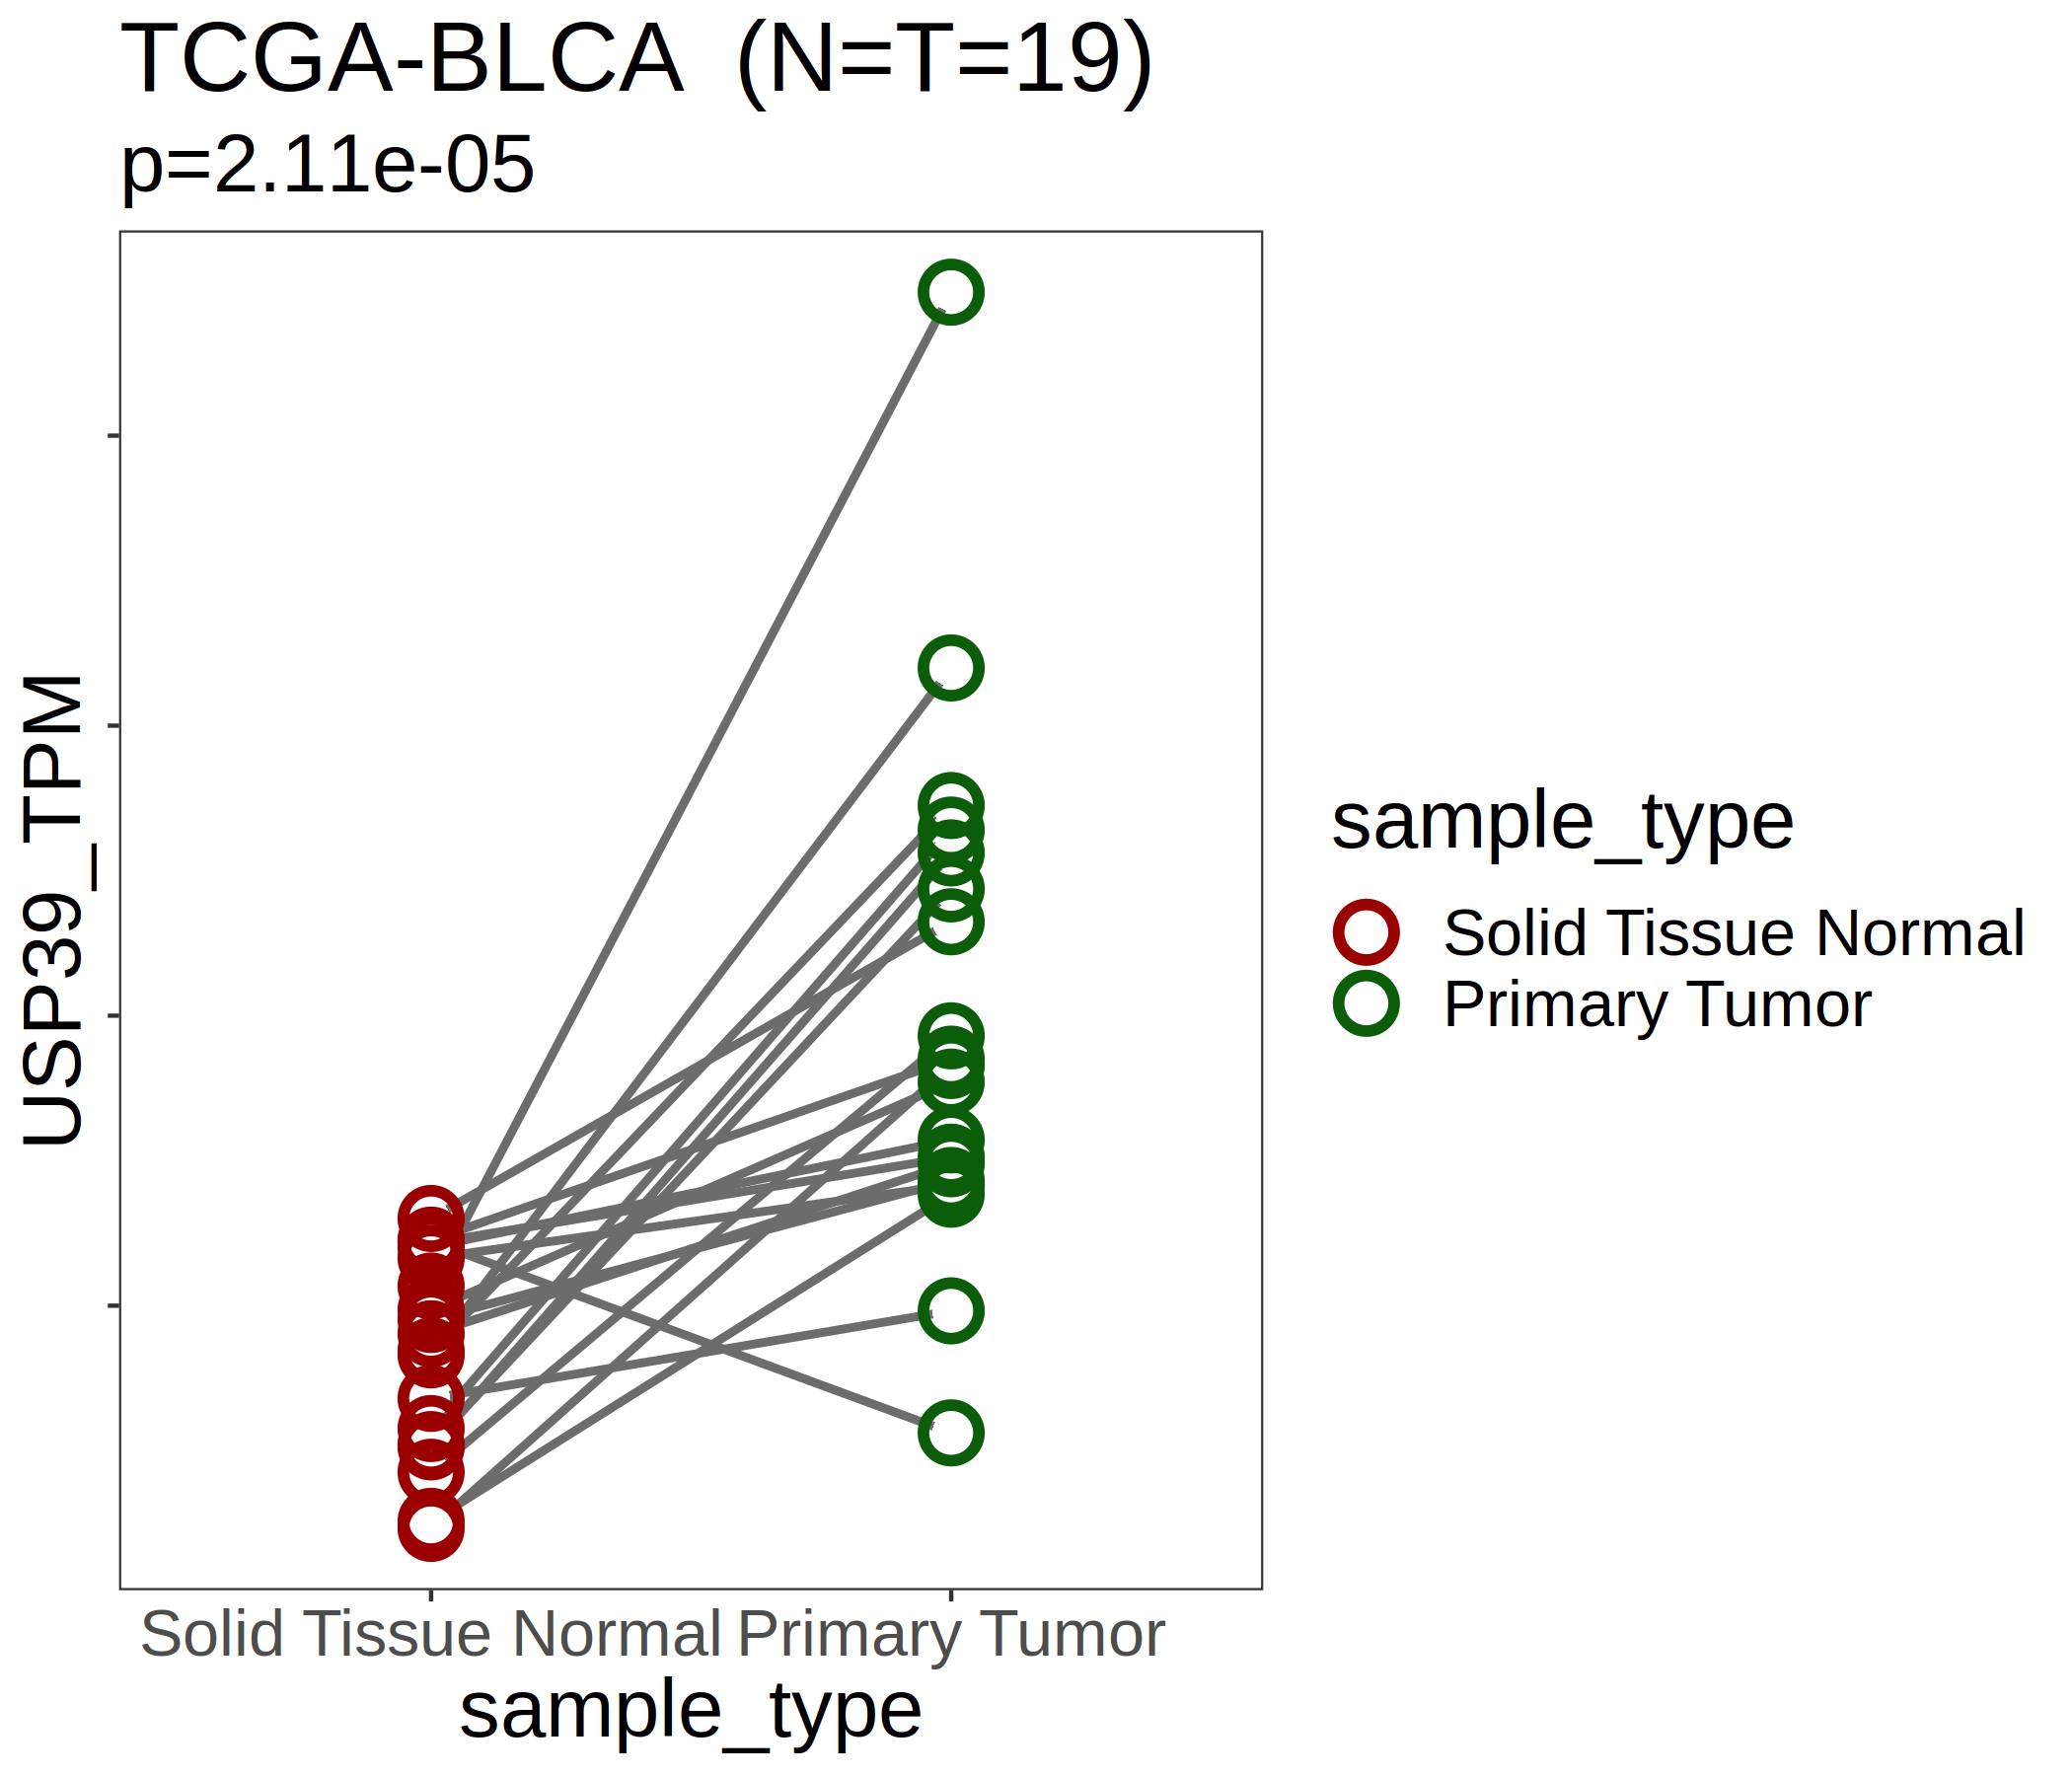 TCGA-BLCA  (N=T=19)
p=2.11e-05
USP39_TPM
sample_type
Solid Tissue Normal
Primary Tumor
Solid Tissue Normal Primary Tumor
sample_type